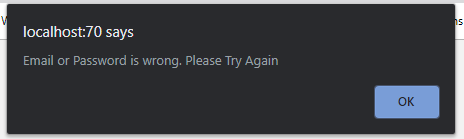 localhost:70 says
Email or Password is wrong. Please Try Again
OK